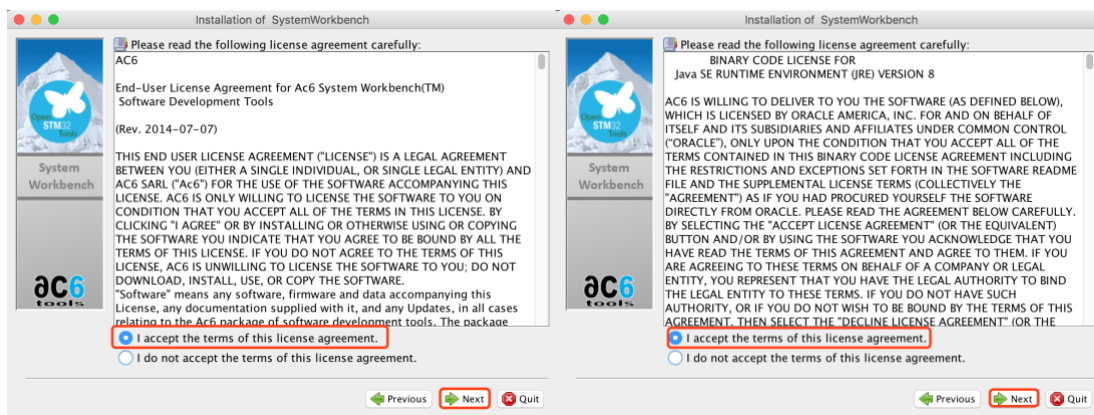 Installation of SystemWorkbench
Please read the following license agreement carefully:
AC6
End-User License Agreement for Ac6 System Workbench(TM)
Software Development Tools
(Rev. 2014-07-07)
THIS END USER LICENSE AGREEMENT ("LICENSE") IS A LEGAL AGREEMENT
BETWEEN YOU (EITHER A SINGLE INDIVIDUAL, OR SINGLE LEGAL ENTITY) AND
AC6 SARL ("Ac6") FOR THE USE OF THE SOFTWARE ACCOMPANYING THIS
LICENSE. AC6 IS ONLY WILLING TO LICENSE THE SOFTWARE TO YOU ON
CONDITION THAT YOU ACCEPT ALL OF THE TERMS IN THIS LICENSE. BY
CLICKING "I AGREE" OR BY INSTALLING OR OTHERWISE USING OR COPYING
THE SOFTWARE YOU INDICATE THAT YOU AGREE TO BE BOUND BY ALL THE
TERMS OF THIS LICENSE. IF YOU DO NOT AGREE TO THE TERMS OF THIS
LICENSE, AC6 IS UNWILLING TO LICENSE THE SOFTWARE TO YOU; DO NOT
DOWNLOAD, INSTALL, USE, OR COPY THE SOFTWARE.
"Software" means any software, firmware and data accompanying this
License, any documentation supplied with it, and any Updates, in all cases
relating to the Ac6 package of software development tools. The package
Open
STM32
Tools
System
Workbench
ac6
tools
I accept the terms of this license agreement.
I do not accept the terms of this license agreement.
Previous
Next
Quit
Installation of SystemWorkbench
Please read the following license agreement carefully:
BINARY CODE LICENSE FOR
Java SE RUNTIME ENVIRONMENT (JRE) VERSION 8
AC6 IS WILLING TO DELIVER TO YOU THE SOFTWARE (AS DEFINED BELOW),
WHICH IS LICENSED BY ORACLE AMERICA, INC. FOR AND ON BEHALF OF
ITSELF AND ITS SUBSIDIARIES AND AFFILIATES UNDER COMMON CONTROL
("ORACLE"), ONLY UPON THE CONDITION THAT YOU ACCEPT ALL OF THE
TERMS CONTAINED IN THIS BINARY CODE LICENSE AGREEMENT INCLUDING
THE RESTRICTIONS AND EXCEPTIONS SET FORTH IN THE SOFTWARE README
FILE AND THE SUPPLEMENTAL LICENSE TERMS (COLLECTIVELY THE
"AGREEMENT") AS IF YOU HAD PROCURED YOURSELF THE SOFTWARE
DIRECTLY FROM ORACLE. PLEASE READ THE AGREEMENT BELOW CAREFULLY.
BY SELECTING THE "ACCEPT LICENSE AGREEMENT" (OR THE EQUIVALENT)
BUTTON AND/OR BY USING THE SOFTWARE YOU ACKNOWLEDGE THAT YOU
HAVE READ THE TERMS OF THIS AGREEMENT AND AGREE TO THEM. IF YOU
ARE AGREEING TO THESE TERMS ON BEHALF OF A COMPANY OR LEGAL
ENTITY, YOU REPRESENT THAT YOU HAVE THE LEGAL AUTHORITY TO BIND
THE LEGAL ENTITY TO THESE TERMS. IF YOU DO NOT HAVE SUCH
AUTHORITY, OR IF YOU DO NOT WISH TO BE BOUND BY THE TERMS OF THIS
AGREEMENT, THEN SELECT THE "DECLINE LICENSE AGREEMENT" (OR THE
Open
STM32
Tools
System
Workbench
ac6
tools
I accept the terms of this license agreement.
I do not accept the terms of this license agreement.
Previous
Next
Quit